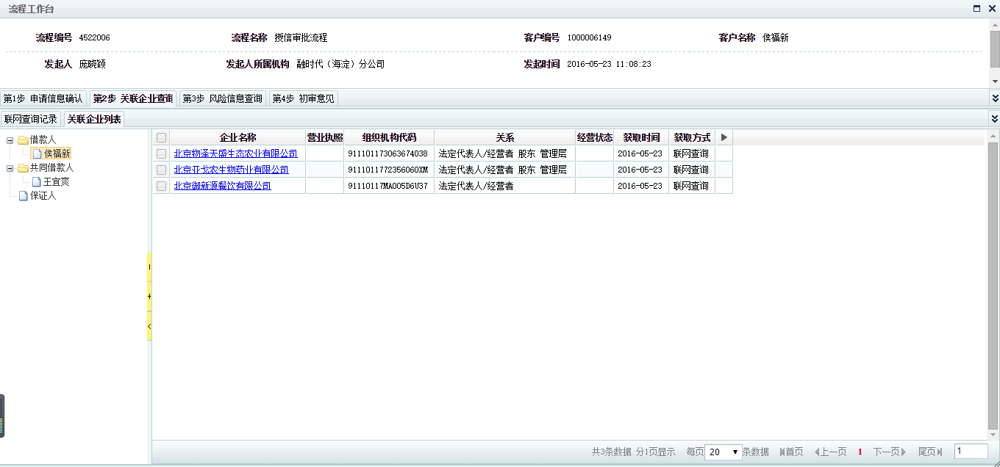 流程工作台
流程编号 4522006 流程名称 授信审批流程 客户编号 1000006149 客户名称 侯福新
发起人 庞晓颖 发起人所属机构 融时代（海淀）分公司 发起时间 2016-05-23 11:08:23
第1步 申请信息确认 第2步 关联企业查询 第3步 风险信息查询 第4步 初审意见
联网查询记录 关联企业列表
借款人
侯福新
共同借款人
王宜爽
保证人
企业名称 营业执照 组织机构代码 关系 经营状态 获取时间 获取方式
北京物泽天盛生态农业有限公司 911101173063674038 法定代表人/经营者 股东 管理层 2016-05-23 联网查询
北京亚戈农生物药业有限公司 91110117723560​60XM 法定代表人/经营者 股东 管理层 2016-05-23 联网查询
北京御新源餐饮有限公司 91110117MA005D6U37 法定代表人/经营者 2016-05-23 联网查询
共3条数据 分1页显示 每页 20 条数据 首页 上一页 1 下一页 尾页 1